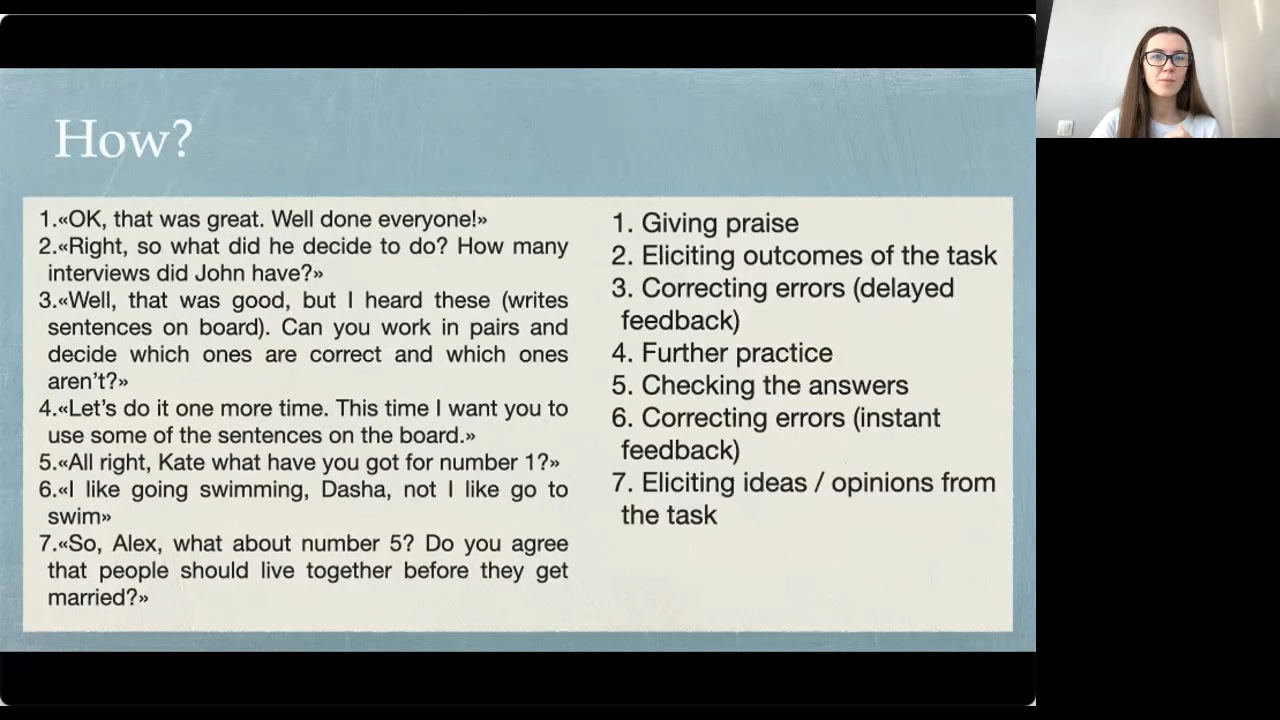 How?
1.«OK, that was great. Well done everyone!»
2.«Right, so what did he decide to do? How many
interviews did John have?»
3.«Well, that was good, but I heard these (writes
sentences on board). Can you work in pairs and
decide which ones are correct and which ones
aren’t?»
4.«Let’s do it one more time. This time I want you to
use some of the sentences on the board.»
5.«All right, Kate what have you got for number 1?»
6.«I like going swimming, Dasha, not I like go to
swim»
7.«So, Alex, what about number 5? Do you agree
that people should live together before they get
married?»
1. Giving praise
2. Eliciting outcomes of the task
3. Correcting errors (delayed
feedback)
4. Further practice
5. Checking the answers
6. Correcting errors (instant
feedback)
7. Eliciting ideas / opinions from
the task